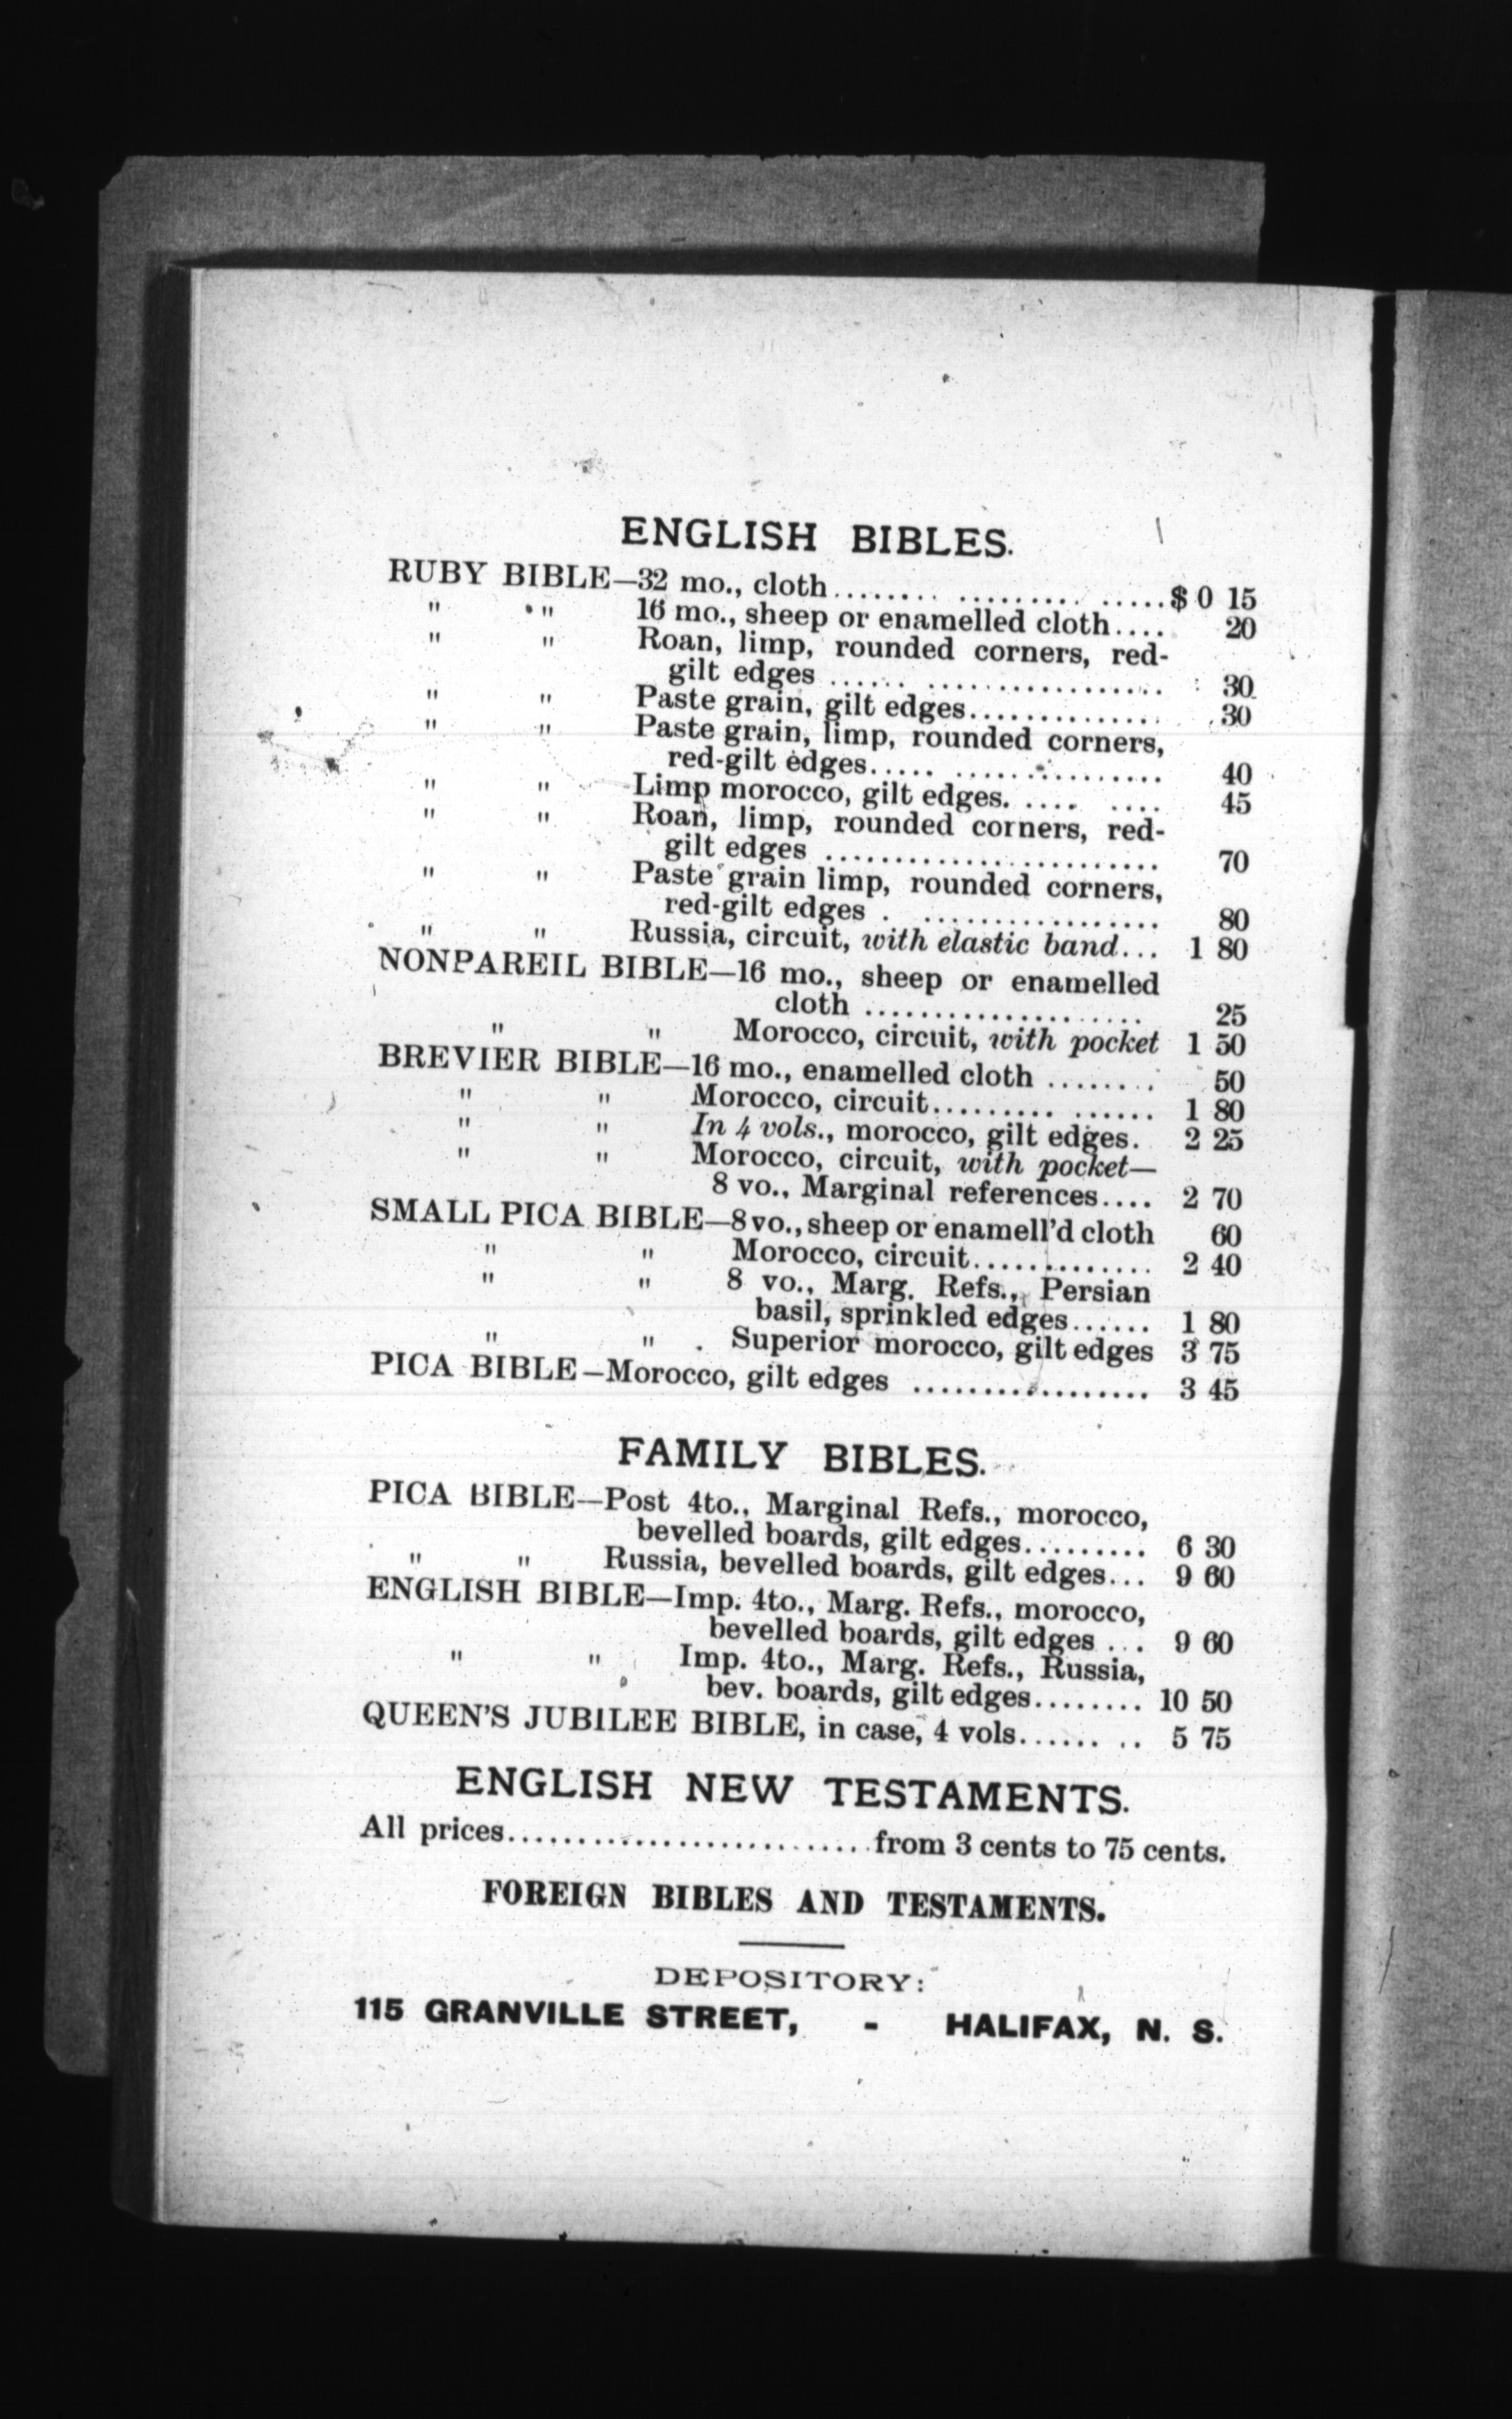 ENGLISH BIBLES.
RUBY BIBLE—32 mo., cloth........ ......... .....$ 0 15
" " 16 mo., sheep or enamelled cloth.... 20
" " Roan, limp, rounded corners, red-
gilt edges ...... ................. 30
" " Paste grain, gilt edges.............. 30
" " Paste grain, limp, rounded corners,
red-gilt edges..... ............... 40
" " Limp morocco, gilt edges. .... .... 45
" " Roan, limp, rounded corners, red-
gilt edges ........................ 70
" " Paste grain limp, rounded corners,
red-gilt edges . ................. 80
" " Russia, circuit, with elastic band... 1 80
NONPAREIL BIBLE—16 mo., sheep or enamelled
cloth .................... 25
" " Morocco, circuit, with pocket 1 50
BREVIER BIBLE—16 mo., enamelled cloth ........ 50
" " Morocco, circuit......... ...... 1 80
" " In 4 vols., morocco, gilt edges. 2 25
" " Morocco, circuit, with pocket—
8 vo., Marginal references.... 2 70
SMALL PICA BIBLE—8 vo., sheep or enamell'd cloth 60
" " Morocco, circuit............. 2 40
" " 8 vo., Marg. Refs., Persian
basil, sprinkled edges...... 1 80
" " Superior morocco, gilt edges 3 75
PICA BIBLE—Morocco, gilt edges ................. 3 45
FAMILY BIBLES.
PICA BIBLE—Post 4to., Marginal Refs., morocco,
bevelled boards, gilt edges......... 6 30
" " Russia, bevelled boards, gilt edges... 9 60
ENGLISH BIBLE—Imp. 4to., Marg. Refs., morocco,
bevelled boards, gilt edges ... 9 60
" " Imp. 4to., Marg. Refs., Russia,
bev. boards, gilt edges........ 10 50
QUEEN'S JUBILEE BIBLE, in case, 4 vols...... .. 5 75
ENGLISH NEW TESTAMENTS.
All prices..........................from 3 cents to 75 cents.
FOREIGN BIBLES AND TESTAMENTS.
DEPOSITORY:
115 GRANVILLE STREET, - HALIFAX, N. S.